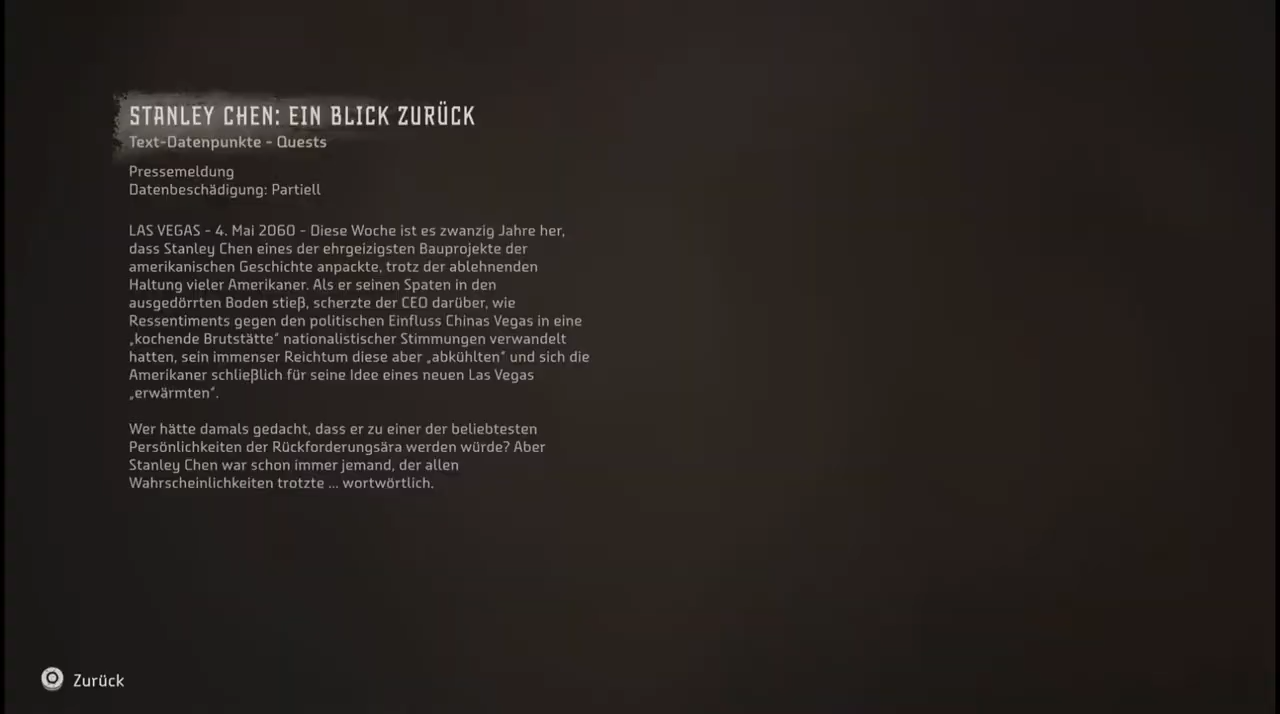 STANLEY CHEN: EIN BLICK ZURÜCK
Text-Datenpunkte - Quests
Pressemeldung
Datenbeschädigung: Partiell
LAS VEGAS - 4. Mai 2060 - Diese Woche ist es zwanzig Jahre her,
dass Stanley Chen eines der ehrgeizigsten Bauprojekte der
amerikanischen Geschichte anpackte, trotz der ablehnenden
Haltung vieler Amerikaner. Als er seinen Spaten in den
ausgedörrten Boden stieß, scherzte der CEO darüber, wie
Ressentiments gegen den politischen Einfluss Chinas Vegas in eine
„kochende Brutstätte“ nationalistischer Stimmungen verwandelt
hatten, sein immenser Reichtum diese aber „abkühlten“ und sich die
Amerikaner schließlich für seine Idee eines neuen Las Vegas
„erwärmten“.
Wer hätte damals gedacht, dass er zu einer der beliebtesten
Persönlichkeiten der Rückforderungsära werden würde? Aber
Stanley Chen war schon immer jemand, der allen
Wahrscheinlichkeiten trotzte ... wortwörtlich.
Zurück